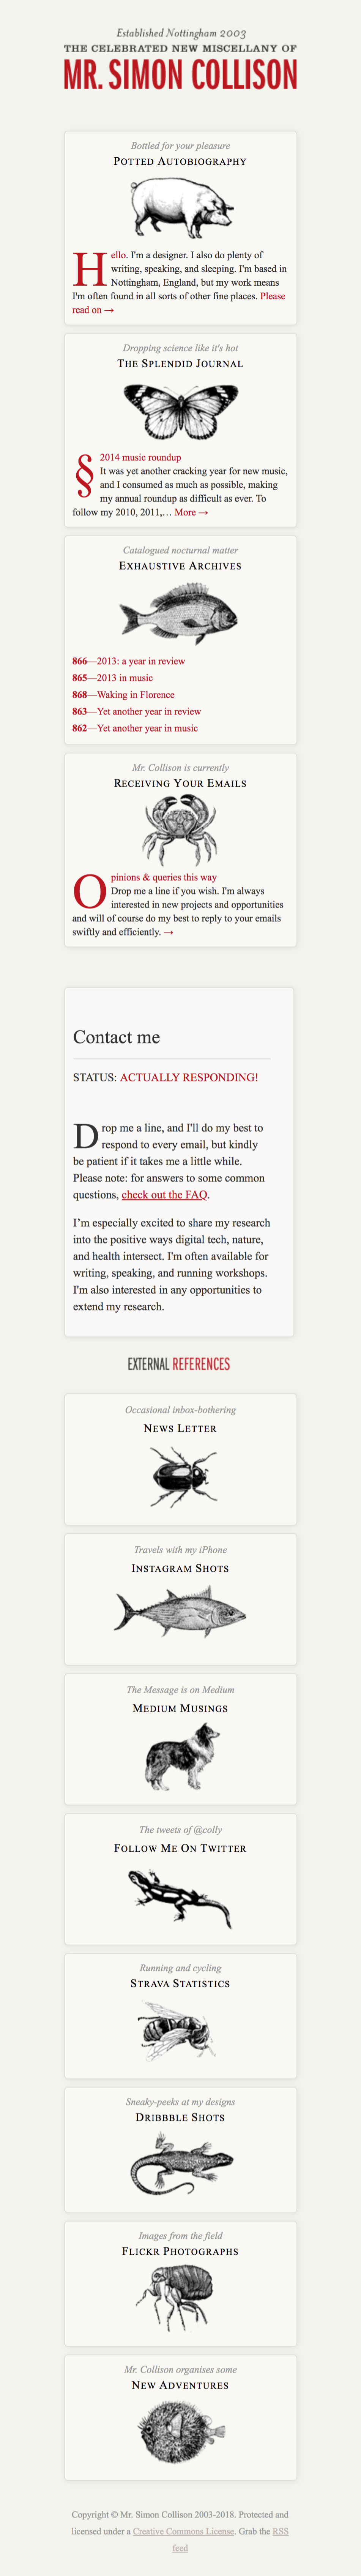 Established Nottingham 2003
THE CELEBRATED NEW MISCELLANY OF
MR. SIMON COLLISON
Bottled for your pleasure
POTTED AUTOBIOGRAPHY
Hello. I'm a designer. I also do plenty of
writing, speaking, and sleeping. I'm based in
Nottingham, England, but my work means
I'm often found in all sorts of other fine places. Please
read on →
Dropping science like it's hot
THE SPLENDID JOURNAL
§ 2014 music roundup
It was yet another cracking year for new music,
and I consumed as much as possible, making
my annual roundup as difficult as ever. To
follow my 2010, 2011,… More →
Catalogued nocturnal matter
EXHAUSTIVE ARCHIVES
866—2013: a year in review
865—2013 in music
868—Waking in Florence
863—Yet another year in review
862—Yet another year in music
Mr. Collison is currently
RECEIVING YOUR EMAILS
Opinions & queries this way
Drop me a line if you wish. I'm always
interested in new projects and opportunities
and will of course do my best to reply to your emails
swiftly and efficiently. →
Contact me
STATUS: ACTUALLY RESPONDING!
Drop me a line, and I'll do my best to
respond to every email, but kindly
be patient if it takes me a little while.
Please note: for answers to some common
questions, check out the FAQ.
I’m especially excited to share my research
into the positive ways digital tech, nature,
and health intersect. I'm often available for
writing, speaking, and running workshops.
I'm also interested in any opportunities to
extend my research.
EXTERNAL REFERENCES
Occasional inbox-bothering
NEWS LETTER
Travels with my iPhone
INSTAGRAM SHOTS
The Message is on Medium
MEDIUM MUSINGS
The tweets of @colly
FOLLOW ME ON TWITTER
Running and cycling
STRAVA STATISTICS
Sneaky-peeks at my designs
DRIBBBLE SHOTS
Images from the field
FLICKR PHOTOGRAPHS
Mr. Collison organises some
NEW ADVENTURES
Copyright © Mr. Simon Collison 2003-2018. Protected and
licensed under a Creative Commons License. Grab the RSS
feed